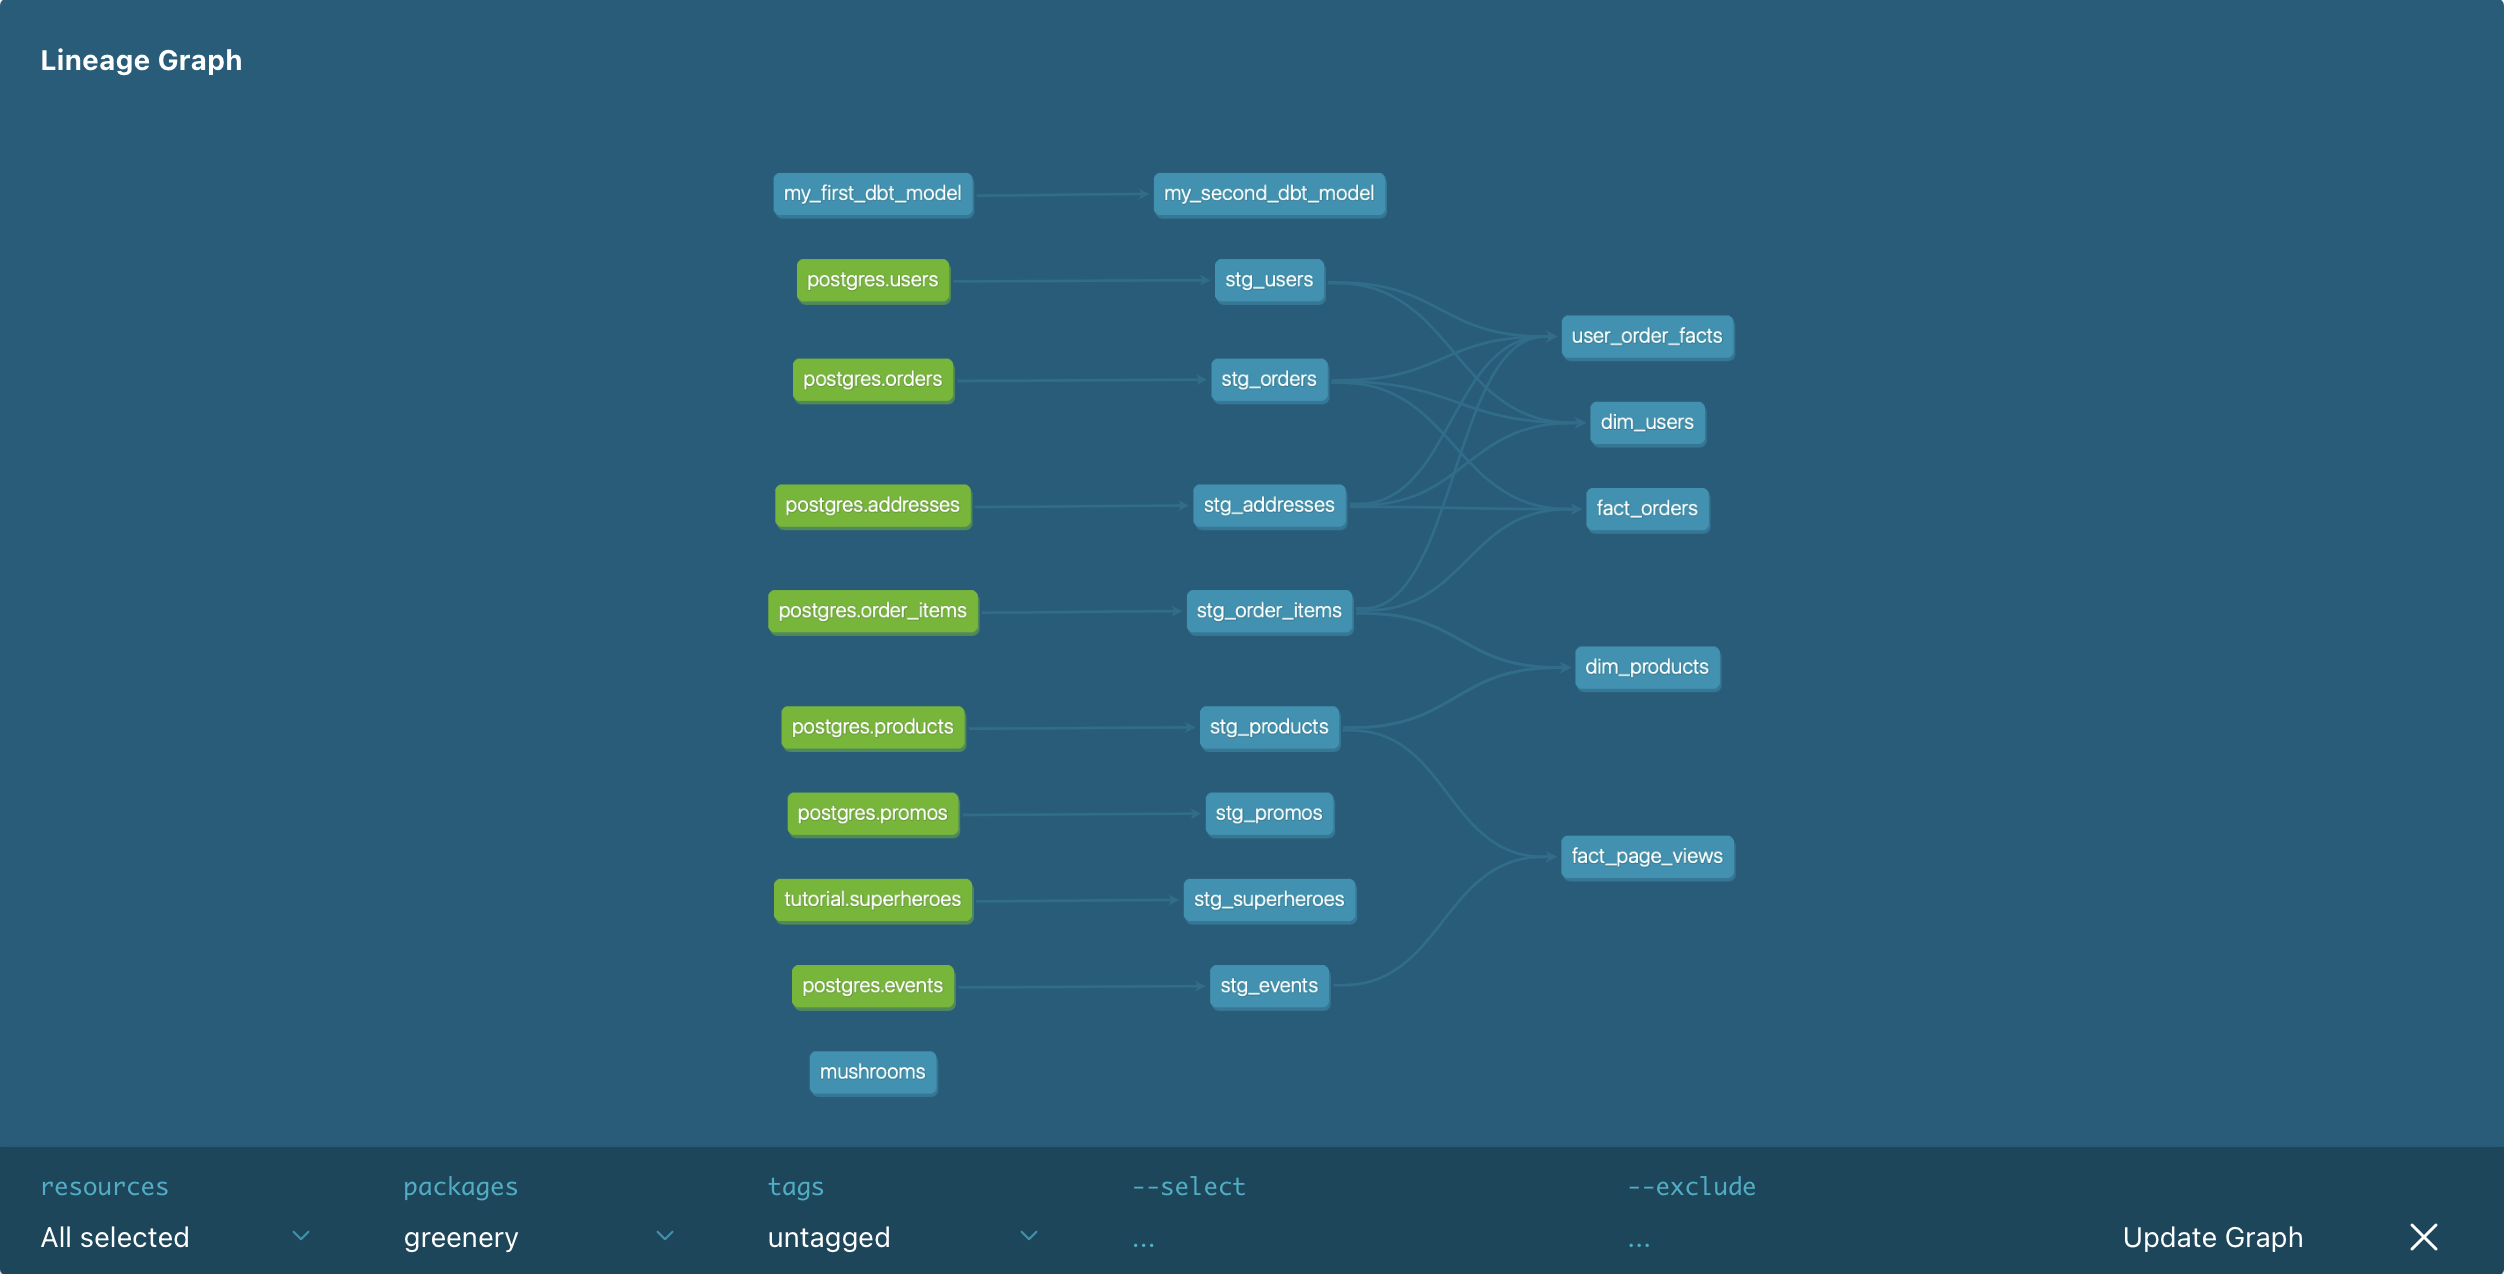 Lineage Graph
my_first_dbt_model
my_second_dbt_model
postgres.users
stg_users
user_order_facts
postgres.orders
stg_orders
dim_users
postgres.addresses
stg_addresses
fact_orders
postgres.order_items
stg_order_items
dim_products
postgres.products
stg_products
postgres.promos
stg_promos
fact_page_views
tutorial.superheroes
stg_superheroes
postgres.events
stg_events
mushrooms
resources
packages
tags
--select
--exclude
All selected
greenery
untagged
...
...
Update Graph